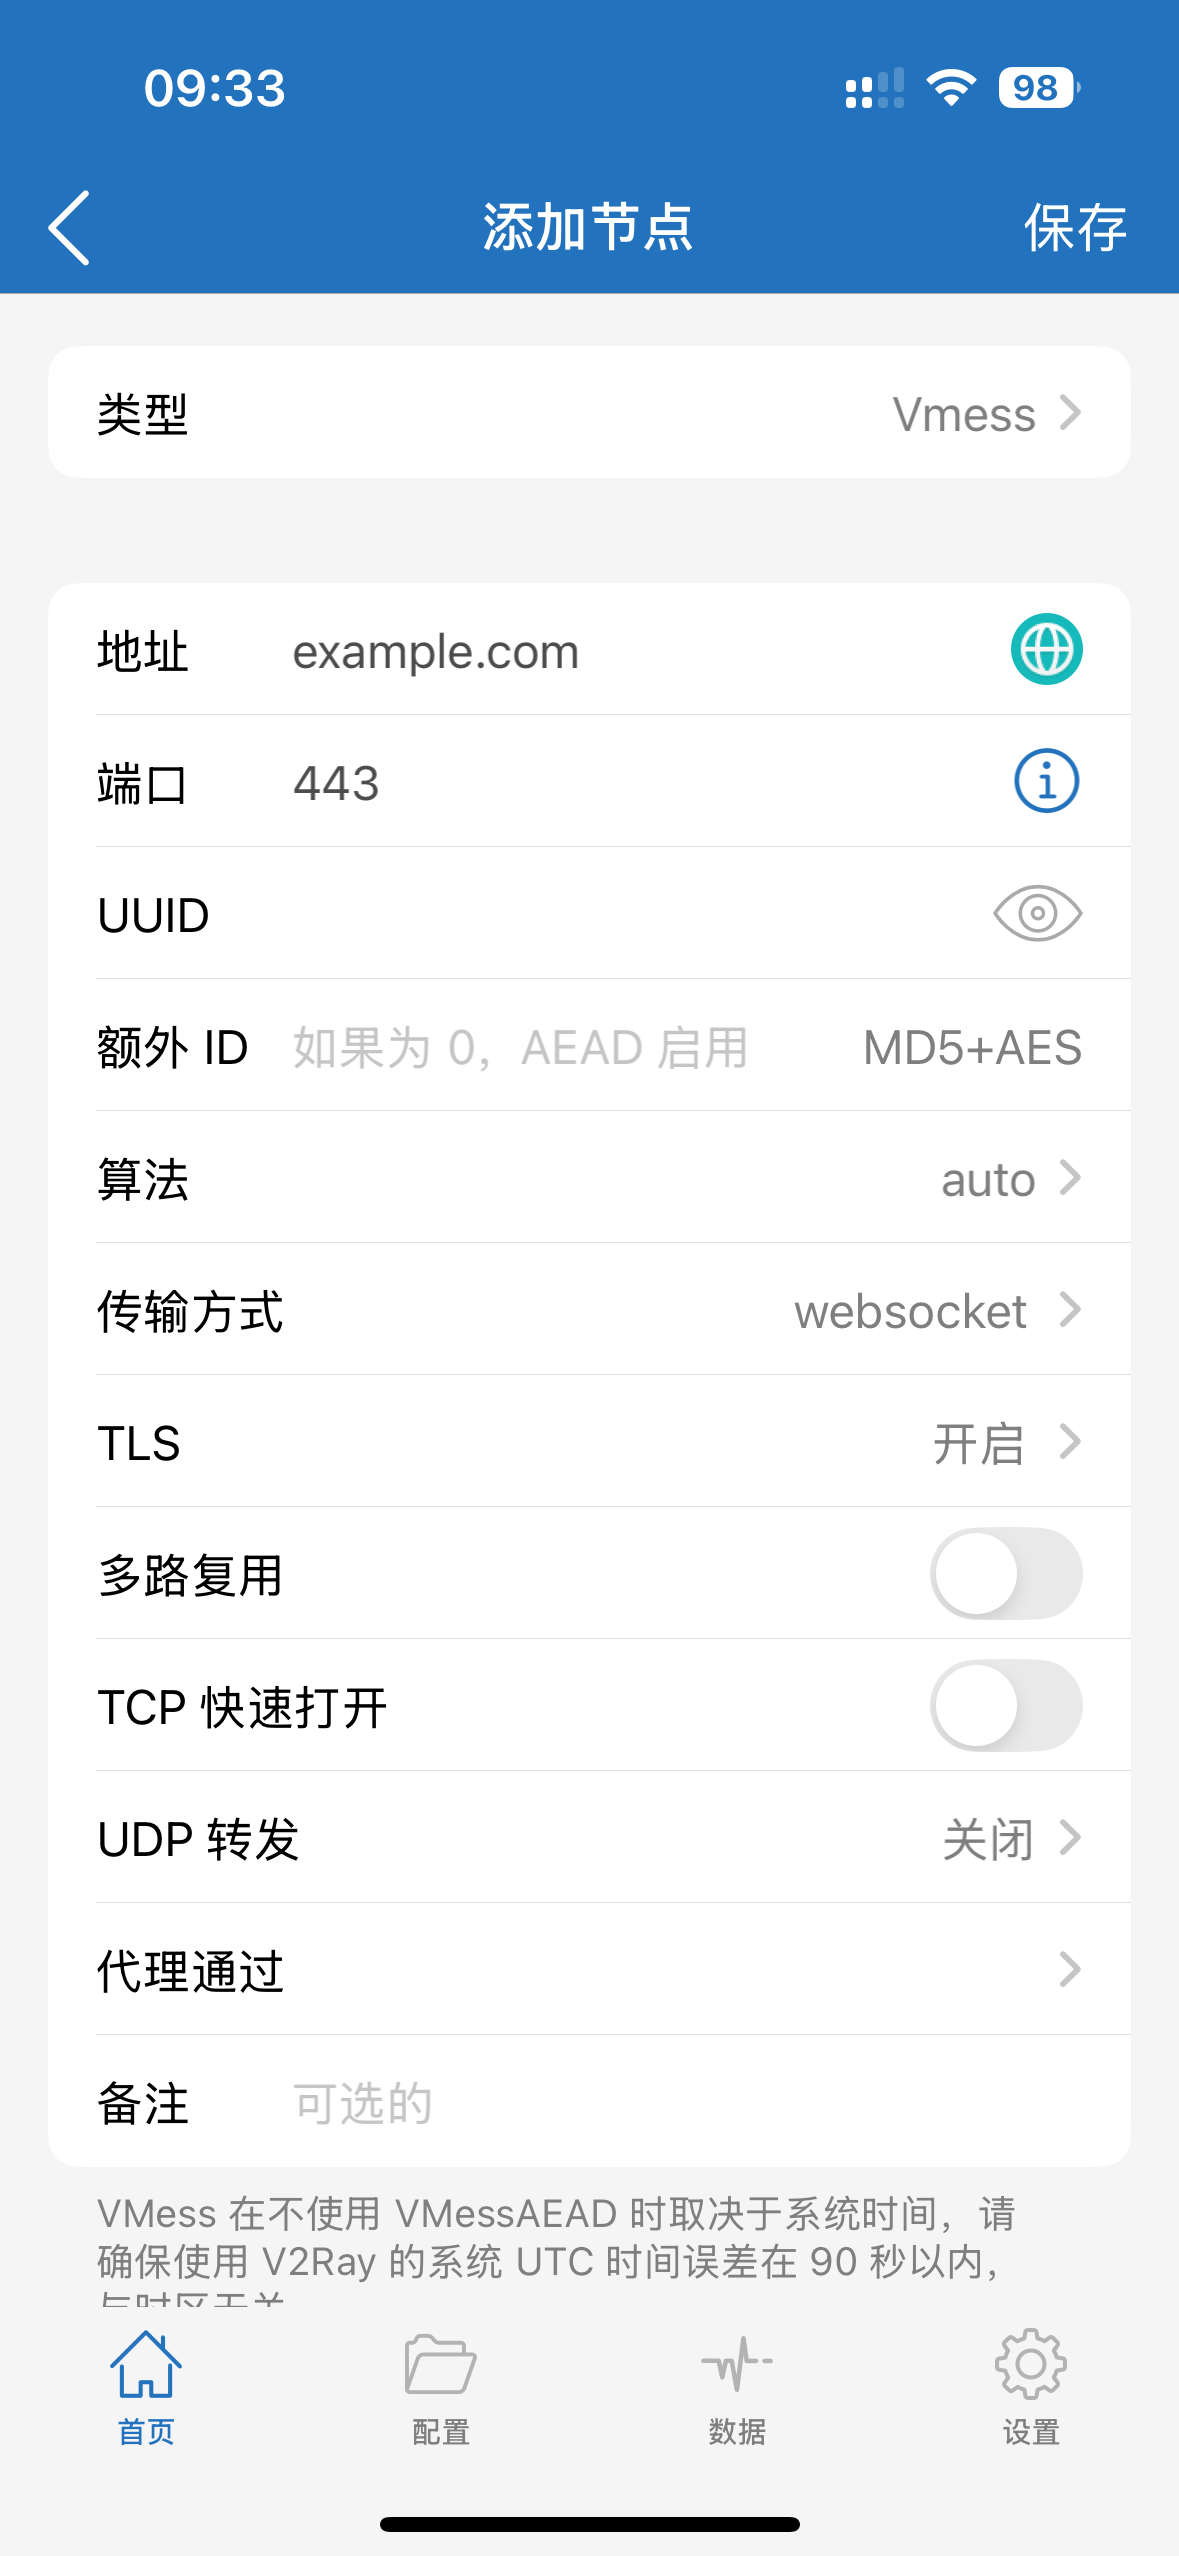 09:33
98
添加节点
保存
类型
Vmess
地址
example.com
端口
443
UUID
额外 ID
如果为 0，AEAD 启用
MD5+AES
算法
auto
传输方式
websocket
TLS
开启
多路复用
TCP 快速打开
UDP 转发
关闭
代理通过
备注
可选的
VMess 在不使用 VMessAEAD 时取决于系统时间，请
确保使用 V2Ray 的系统 UTC 时间误差在 90 秒以内，
与时区无关
首页
配置
数据
设置